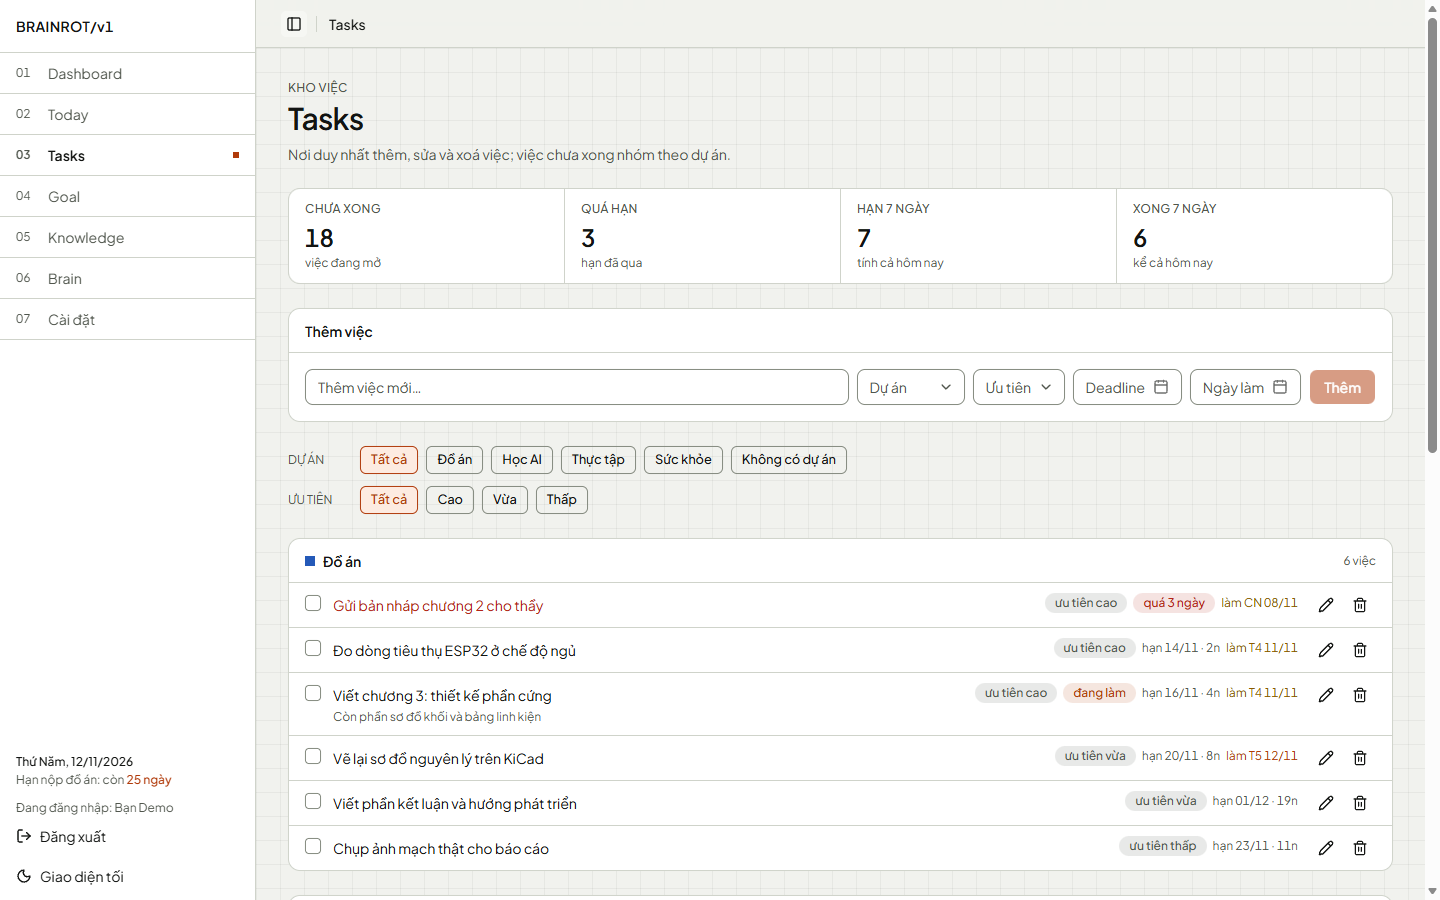 BRAINROT/v1
01 Dashboard
02 Today
03 Tasks
04 Goal
05 Knowledge
06 Brain
07 Cài đặt
Thứ Năm, 12/11/2026
Hạn nộp đồ án: còn 25 ngày
Đang đăng nhập: Bạn Demo
Đăng xuất
Giao diện tối
Tasks
KHO VIỆC
Tasks
Nơi duy nhất thêm, sửa và xoá việc; việc chưa xong nhóm theo dự án.
CHƯA XONG
18
việc đang mở
QUÁ HẠN
3
hạn đã qua
HẠN 7 NGÀY
7
tính cả hôm nay
XONG 7 NGÀY
6
kể cả hôm nay
Thêm việc
Thêm việc mới... Dự án Ưu tiên Deadline Ngày làm Thêm
DỰ ÁN Tất cả Đồ án Học AI Thực tập Sức khỏe Không có dự án
ƯU TIÊN Tất cả Cao Vừa Thấp
Đồ án 6 việc
Gửi bản nháp chương 2 cho thầy ưu tiên cao quá 3 ngày làm CN 08/11
Đo dòng tiêu thụ ESP32 ở chế độ ngủ ưu tiên cao hạn 14/11 · 2n làm T4 11/11
Viết chương 3: thiết kế phần cứng ưu tiên cao đang làm hạn 16/11 · 4n làm T4 11/11
Còn phần sơ đồ khối và bảng linh kiện
Vẽ lại sơ đồ nguyên lý trên KiCad ưu tiên vừa hạn 20/11 · 8n làm T5 12/11
Viết phần kết luận và hướng phát triển ưu tiên vừa hạn 01/12 · 19n
Chụp ảnh mạch thật cho báo cáo ưu tiên thấp hạn 23/11 · 11n